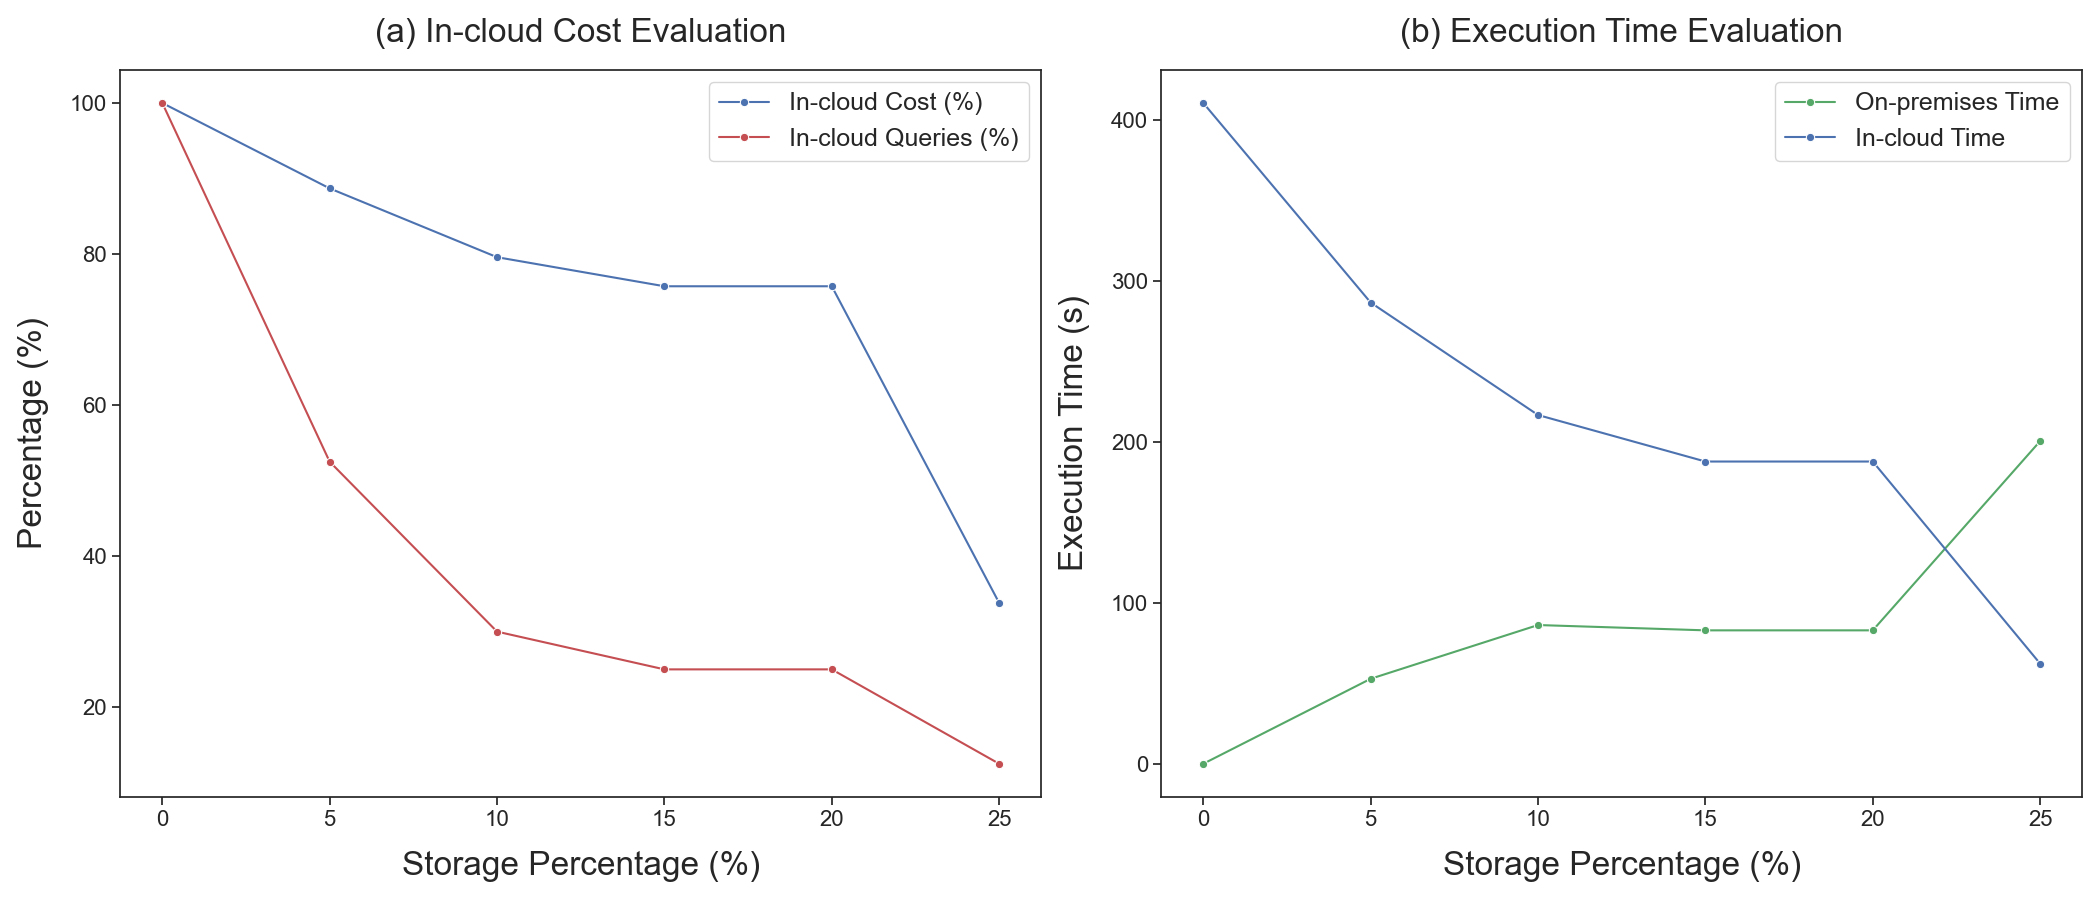 (a) In-cloud Cost Evaluation
In-cloud Cost (%)
In-cloud Queries (%)
Percentage (%)
100
80
60
40
20
0 5 10 15 20 25
Storage Percentage (%)
(b) Execution Time Evaluation
On-premises Time
In-cloud Time
Execution Time (s)
400
300
200
100
0
0 5 10 15 20 25
Storage Percentage (%)